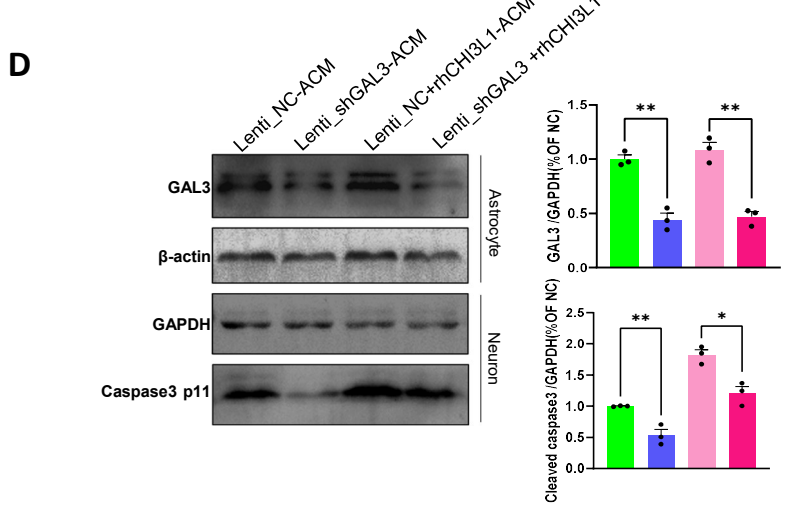 D
Lenti_NC-ACM
Lenti_shGAL3-ACM
Lenti_NC+rhCHI3L1-ACM
Lenti_shGAL3 +rhCHI3L1
GAL3
β-actin
GAPDH
Caspase3 p11
Astrocyte
Neuron
GAL3 /GAPDH(%OF NC)
1.5
1.0
0.5
0.0
** **
Cleaved caspase3 /GAPDH(%OF NC)
2.5
2.0
1.5
1.0
0.5
0.0
** *